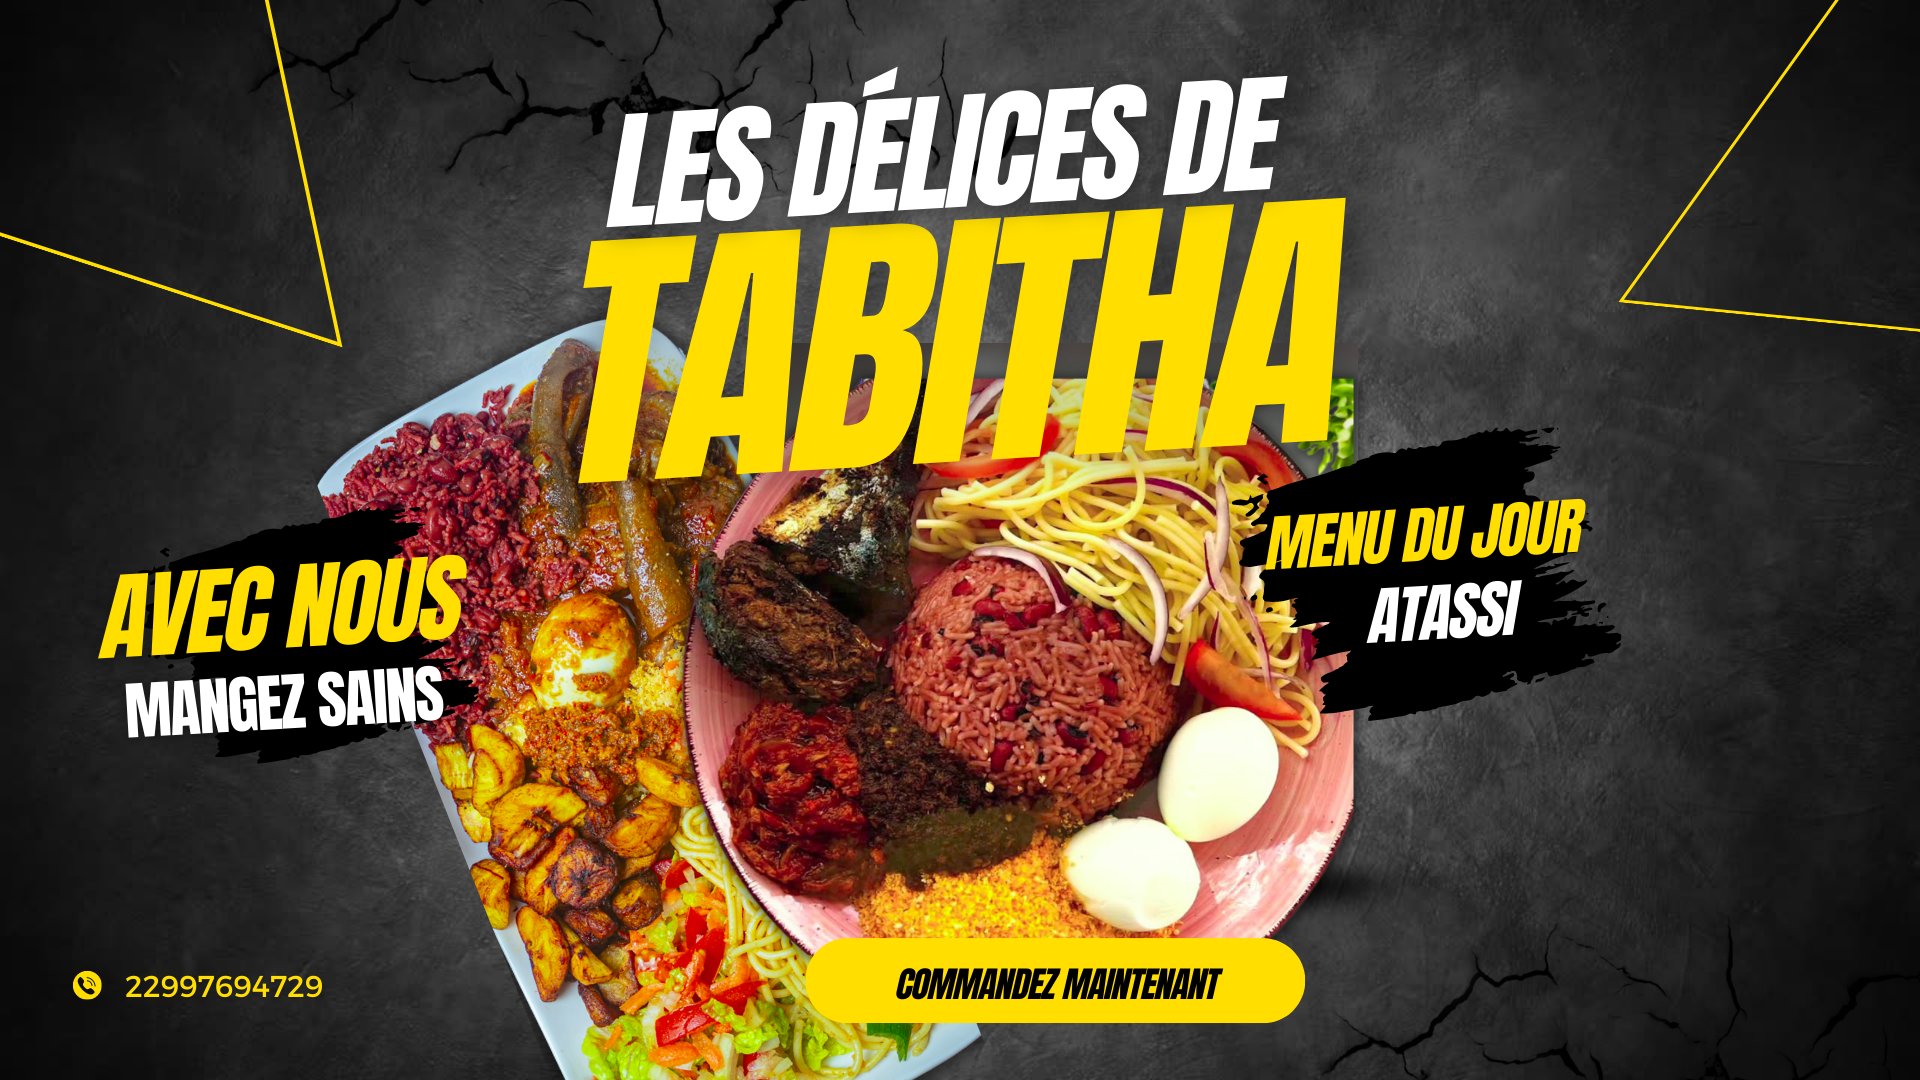 LES DÉLICES DE
TABITHA
AVEC NOUS
MANGEZ SAINS
MENU DU JOUR
ATASSI
COMMANDEZ MAINTENANT
22997694729